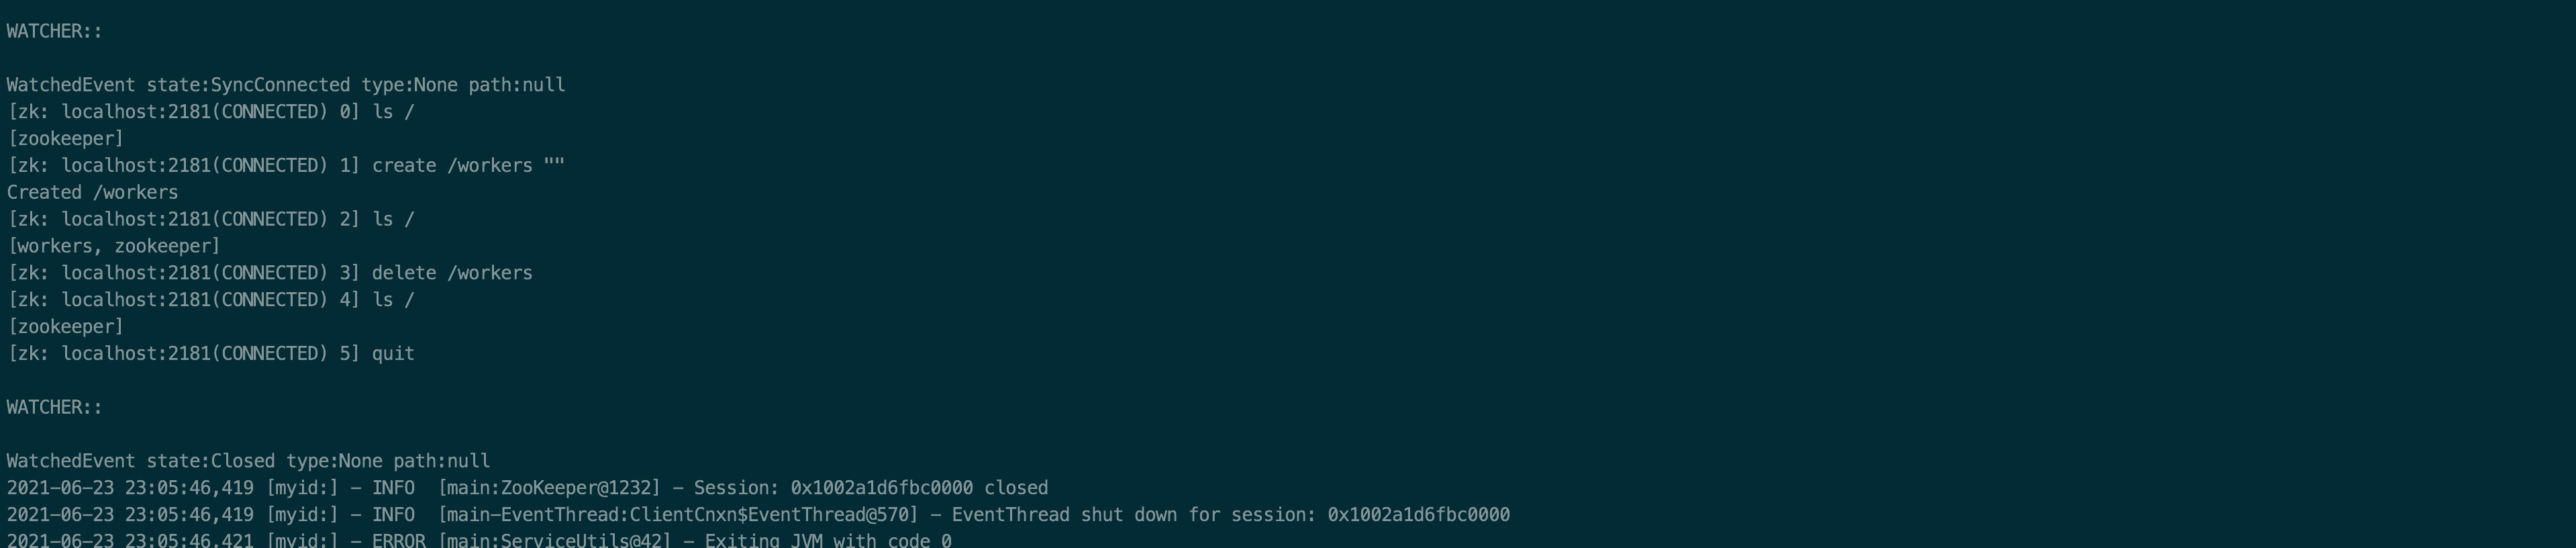 WATCHER::
WatchedEvent state:SyncConnected type:None path:null
[zk: localhost:2181(CONNECTED) 0] ls /
[zookeeper]
[zk: localhost:2181(CONNECTED) 1] create /workers ""
Created /workers
[zk: localhost:2181(CONNECTED) 2] ls /
[workers, zookeeper]
[zk: localhost:2181(CONNECTED) 3] delete /workers
[zk: localhost:2181(CONNECTED) 4] ls /
[zookeeper]
[zk: localhost:2181(CONNECTED) 5] quit
WATCHER::
WatchedEvent state:Closed type:None path:null
2021-06-23 23:05:46,419 [myid:] - INFO  [main:ZooKeeper@1232] - Session: 0x1002a1d6fbc0000 closed
2021-06-23 23:05:46,419 [myid:] - INFO  [main-EventThread:ClientCnxn$EventThread@570] - EventThread shut down for session: 0x1002a1d6fbc0000
2021-06-23 23:05:46,421 [myid:] - ERROR [main:ServiceUtils@42] - Exiting JVM with code 0